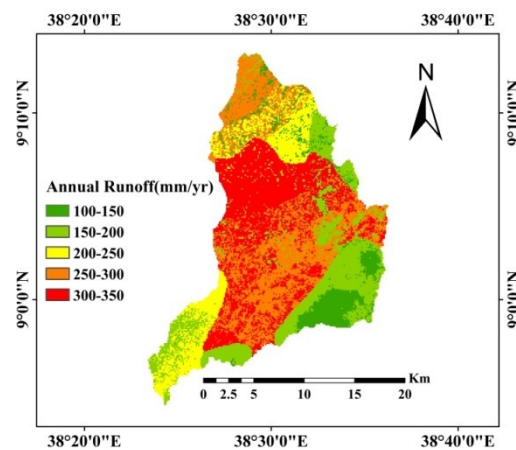 38°20'0"E 38°30'0"E 38°40'0"E
N
9°10'0"N 9°10'0"N
Annual Runoff(mm/yr)
100-150
150-200
200-250
250-300
300-350
9°0'0"N 9°0'0"N
Km
0 2.5 5 10 15 20
38°20'0"E 38°30'0"E 38°40'0"E